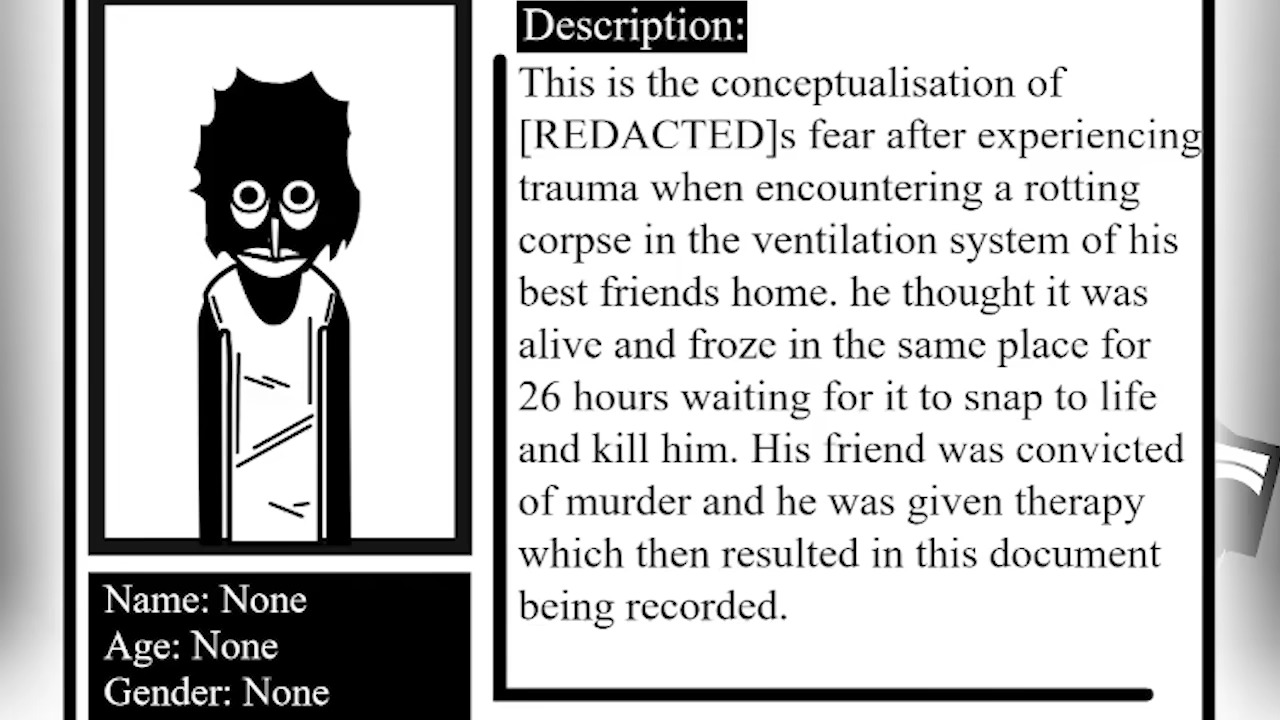 Description:
This is the conceptualisation of
[REDACTED]s fear after experiencing
trauma when encountering a rotting
corpse in the ventilation system of his
best friends home. he thought it was
alive and froze in the same place for
26 hours waiting for it to snap to life
and kill him. His friend was convicted
of murder and he was given therapy
which then resulted in this document
being recorded.
Name: None
Age: None
Gender: None